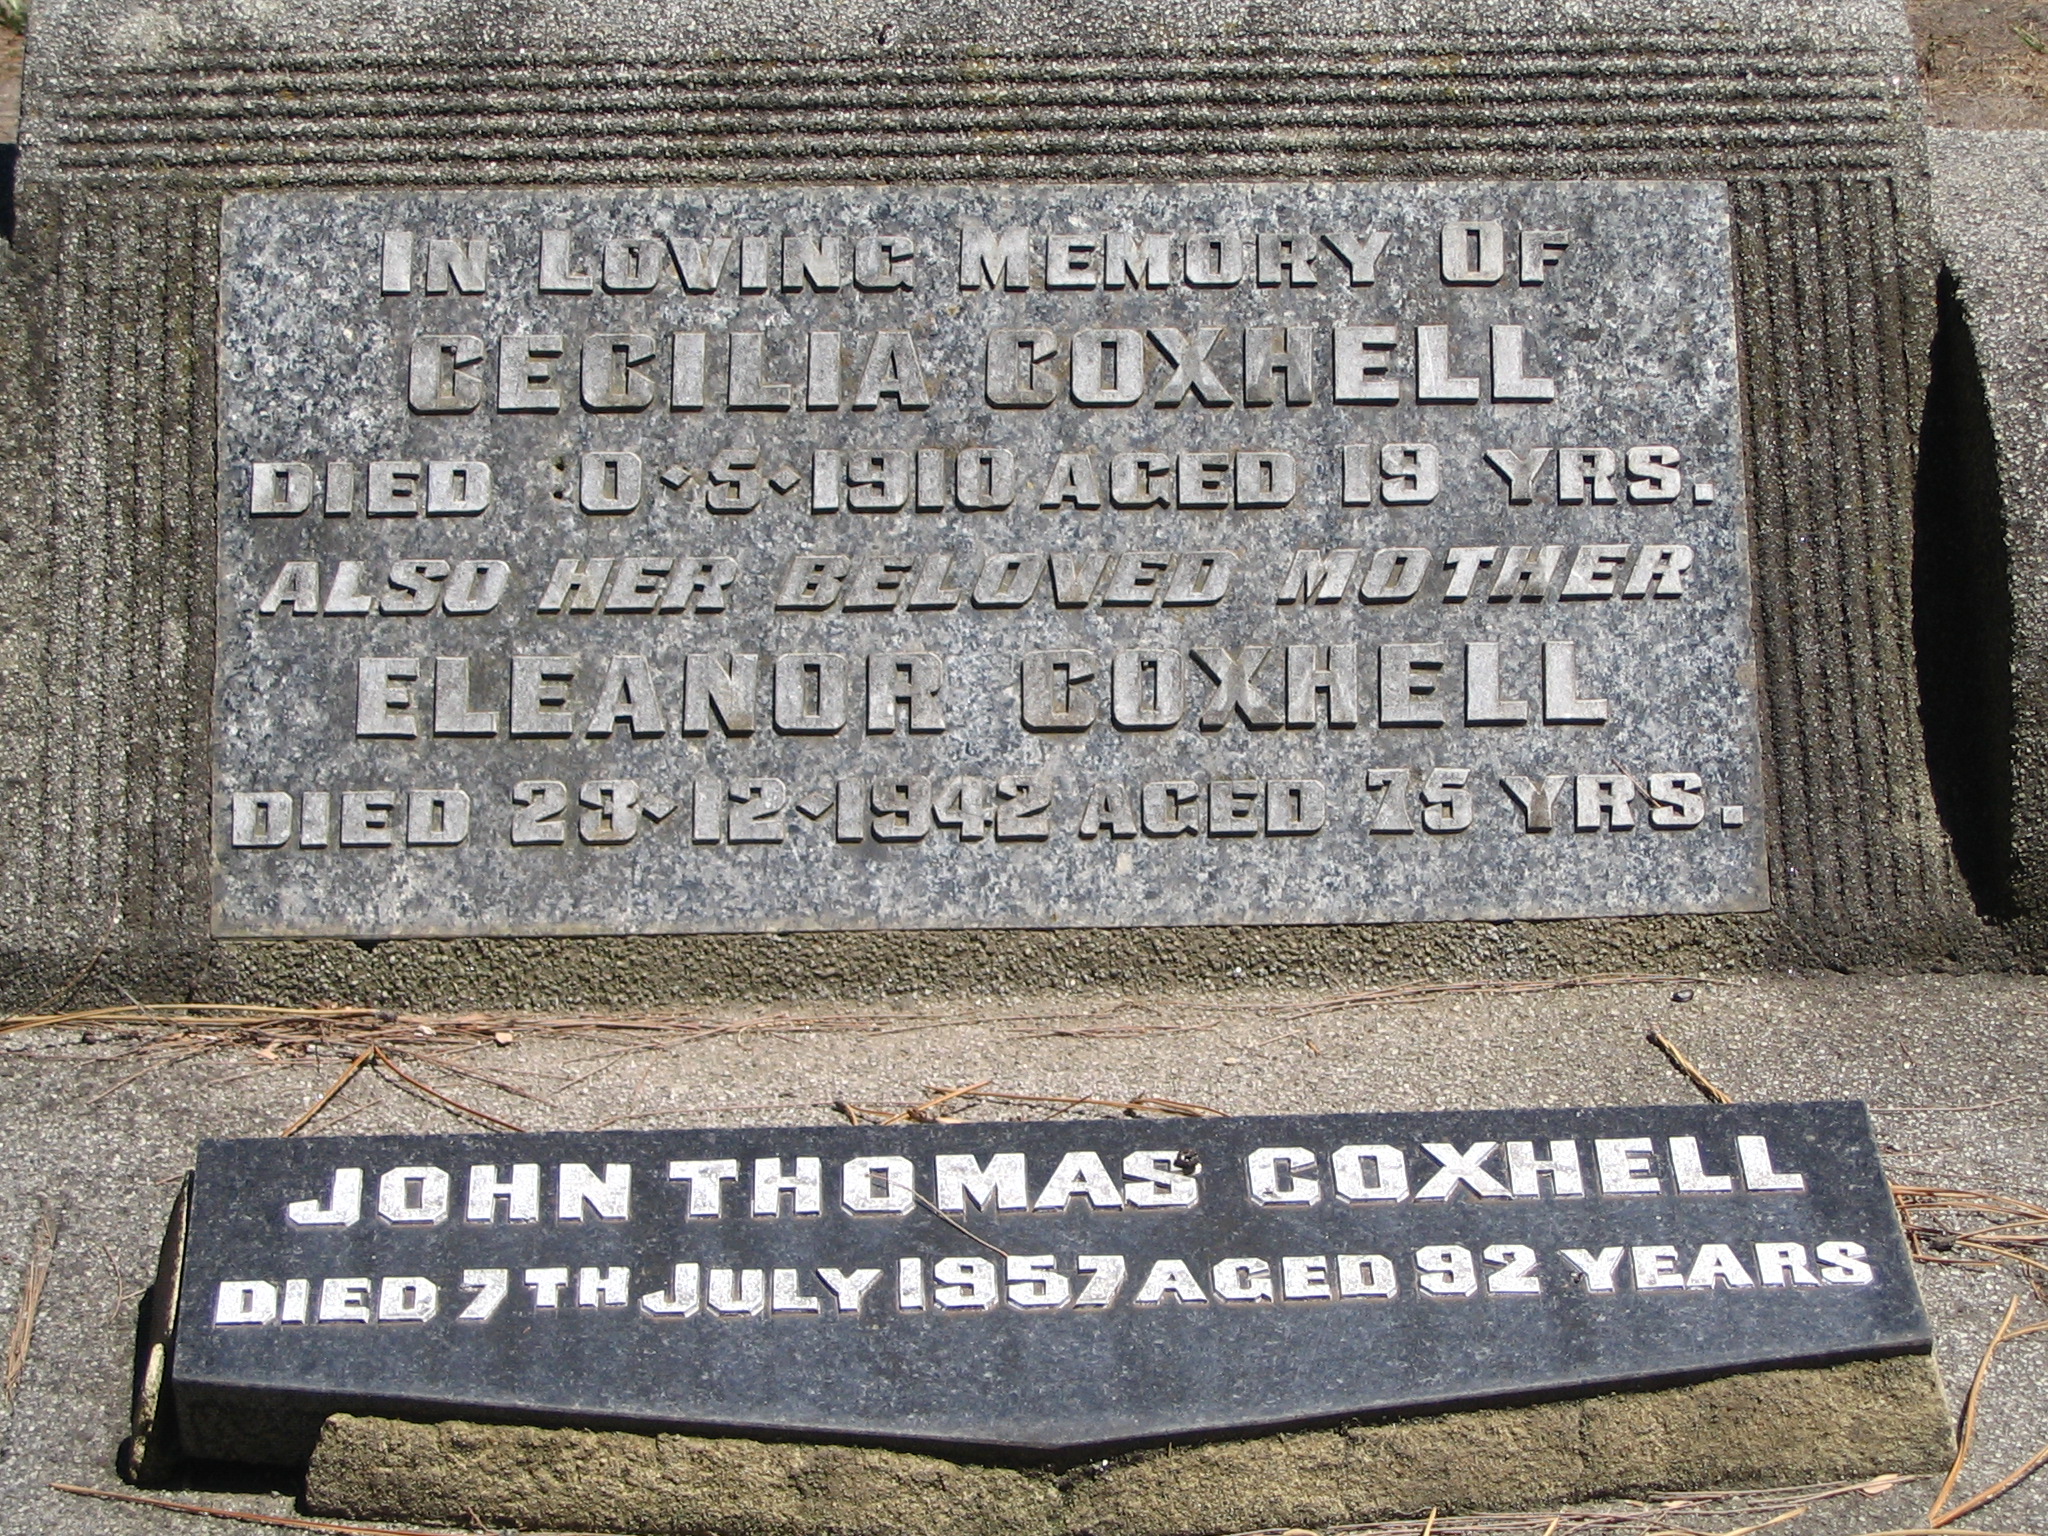 IN LOVING MEMORY OF
CECILIA COXHELL
DIED 0·5·1910 AGED 19 YRS.
ALSO HER BELOVED MOTHER
ELEANOR COXHELL
DIED 23·12·1942 AGED 75 YRS.
JOHN THOMAS COXHELL
DIED 7TH JULY 1957 AGED 92 YEARS